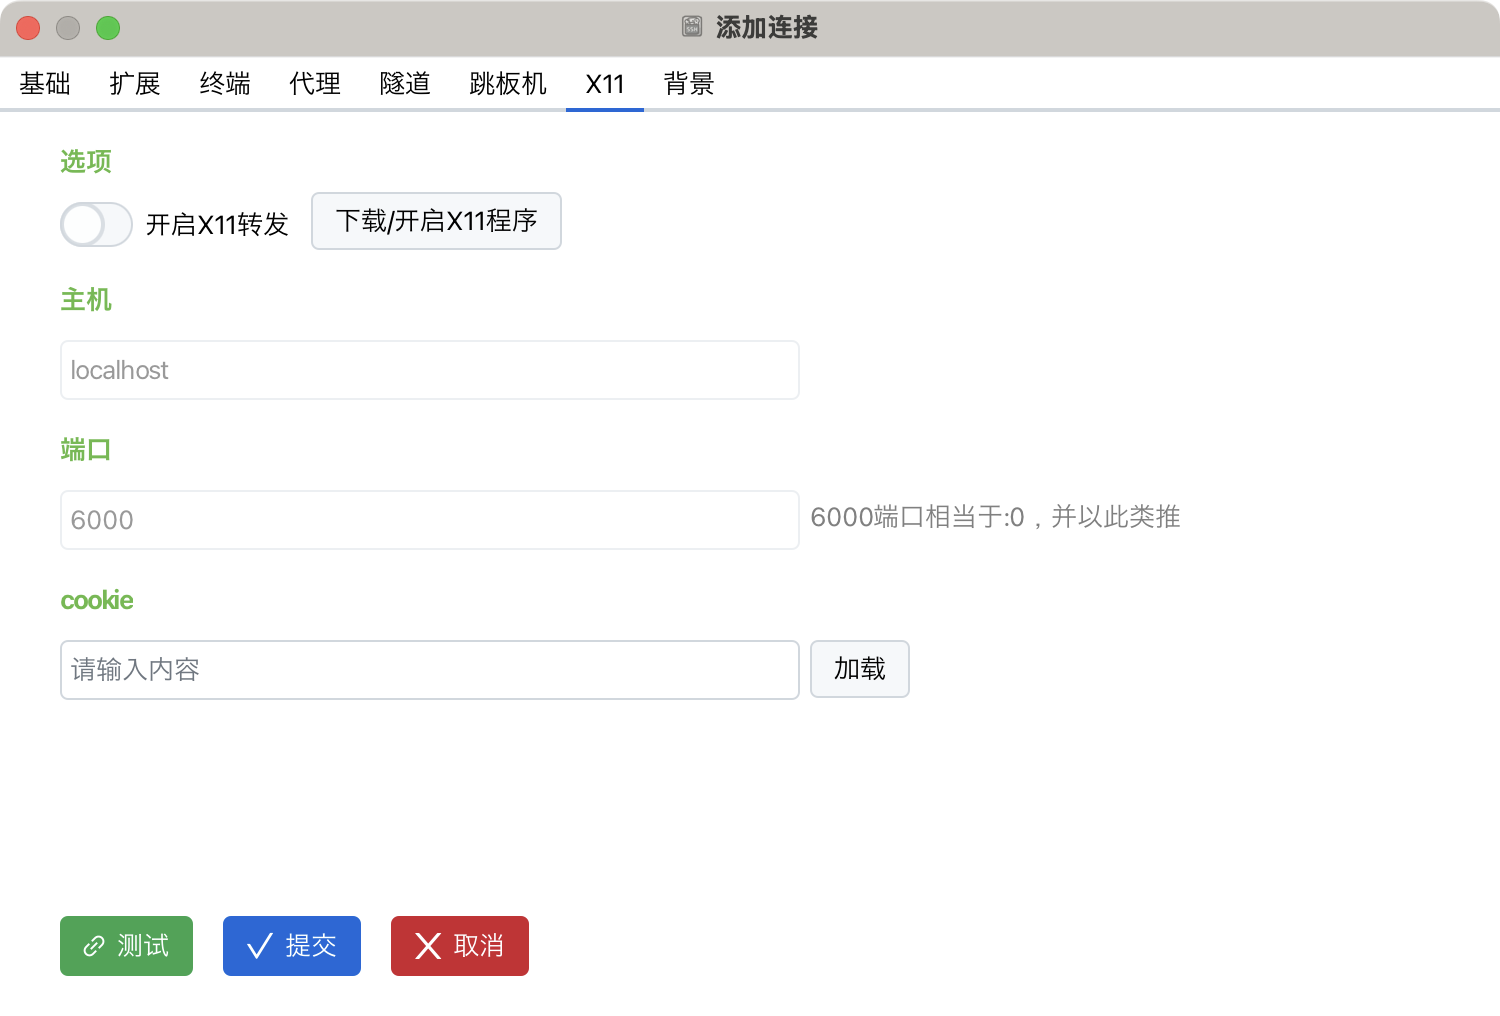 添加连接
基础 扩展 终端 代理 隧道 跳板机 X11 背景
选项
开启X11转发 下载/开启X11程序
主机
localhost
端口
6000 6000端口相当于:0，并以此类推
cookie
请输入内容 加载
测试 提交 取消